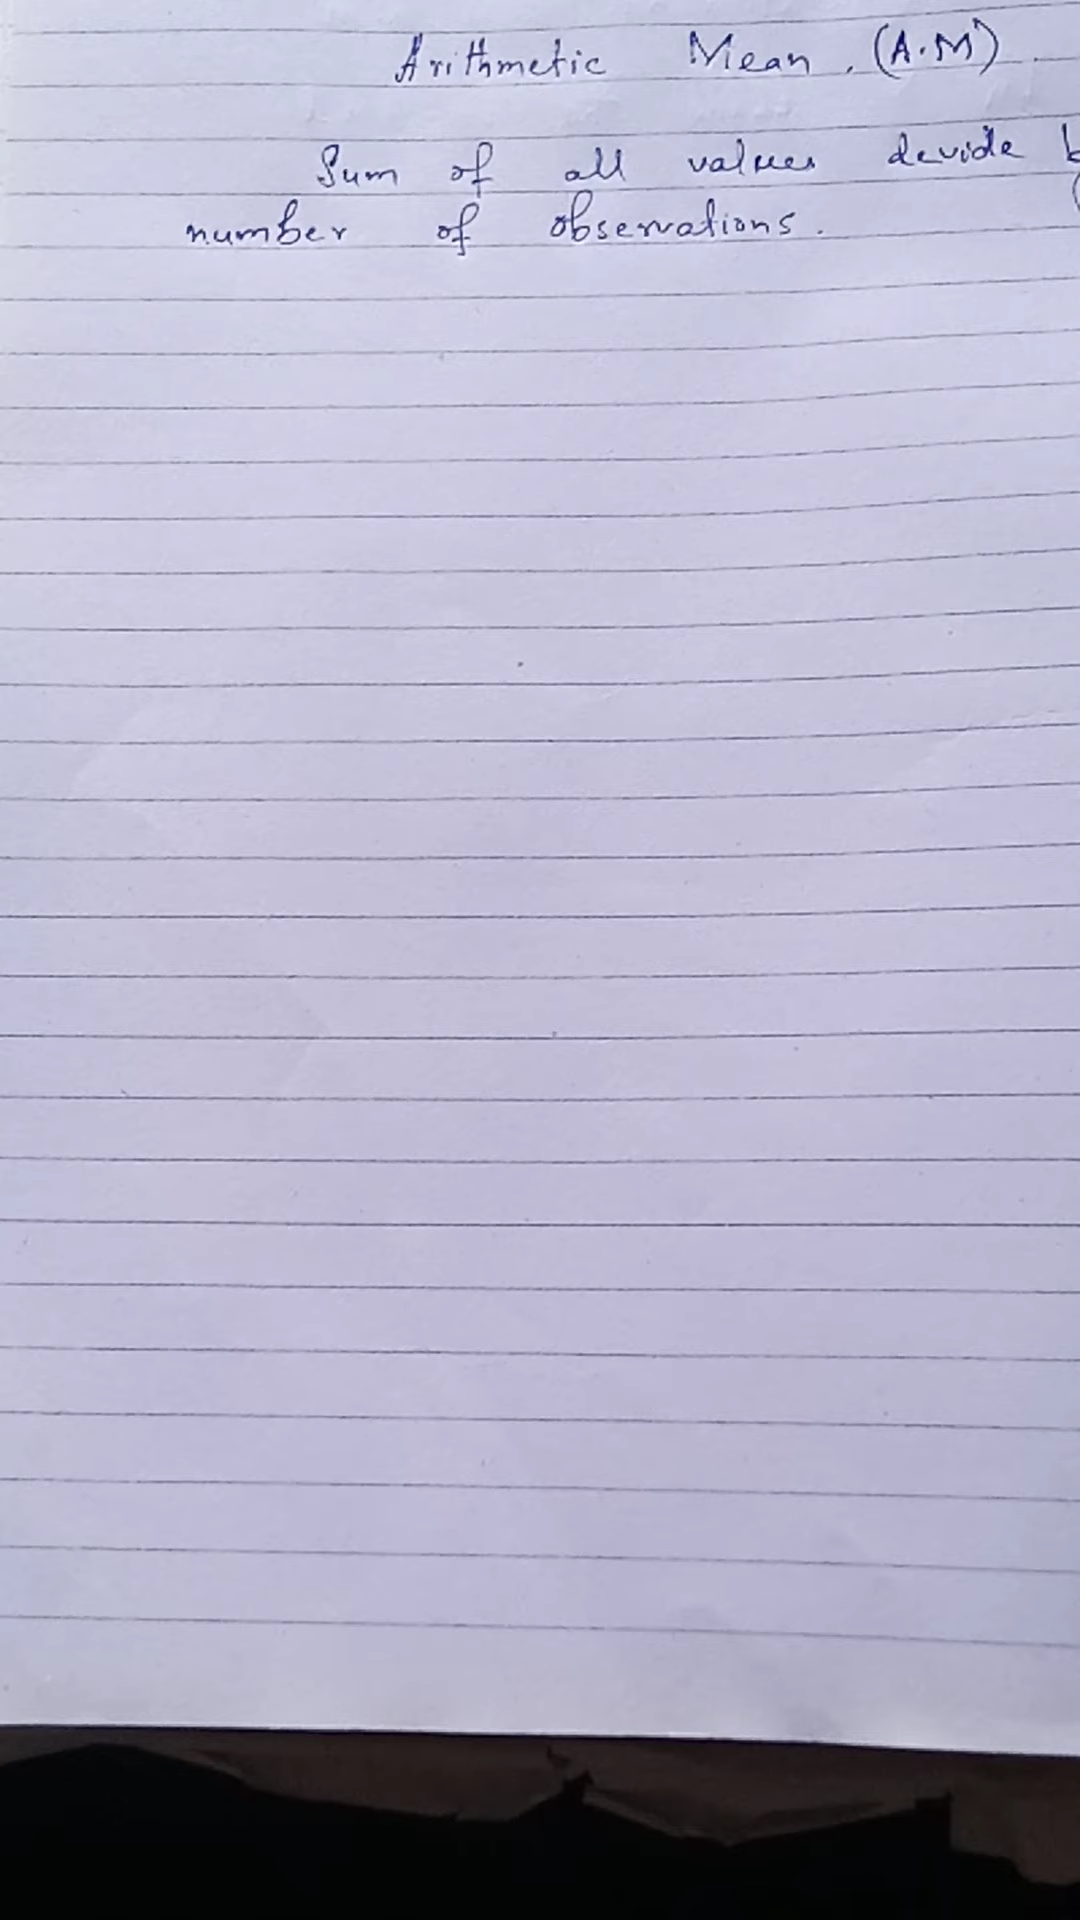 Arithmetic Mean. (A.M)
Sum of all values devide
number of observations.